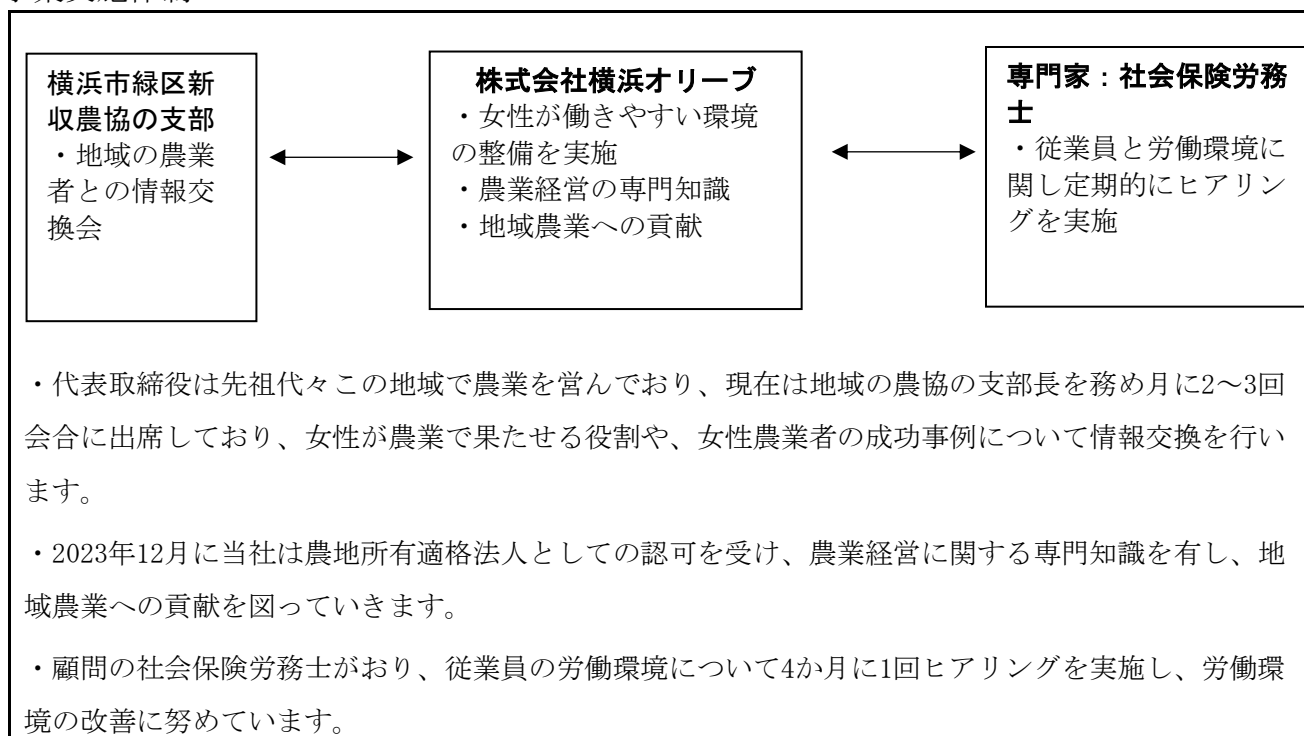 横浜市緑区新
収農協の支部
・地域の農業
者との情報交
換会
株式会社横浜オリーブ
・女性が働きやすい環境
の整備を実施
・農業経営の専門知識
・地域農業への貢献
専門家：社会保険労務
士
・従業員と労働環境に
関し定期的にヒアリン
グを実施
・代表取締役は先祖代々この地域で農業を営んでおり、現在は地域の農協の支部長を務め月に2～3回
会合に出席しており、女性が農業で果たせる役割や、女性農業者の成功事例について情報交換を行い
ます。
・2023年12月に当社は農地所有適格法人としての認可を受け、農業経営に関する専門知識を有し、地
域農業への貢献を図っていきます。
・顧問の社会保険労務士がおり、従業員の労働環境について4か月に1回ヒアリングを実施し、労働環
境の改善に努めています。